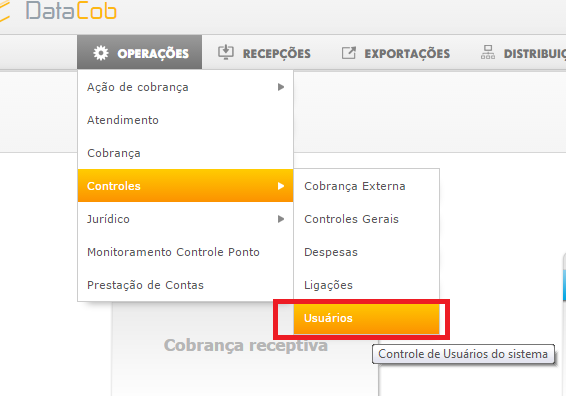 DataCob
OPERAÇÕES RECEPÇÕES EXPORTAÇÕES DISTRIBUIÇ
Ação de cobrança
Atendimento
Cobrança
Controles
Jurídico
Monitoramento Controle Ponto
Prestação de Contas
Cobrança Externa
Controles Gerais
Despesas
Ligações
Usuários
Controle de Usuários do sistema
Cobrança receptiva